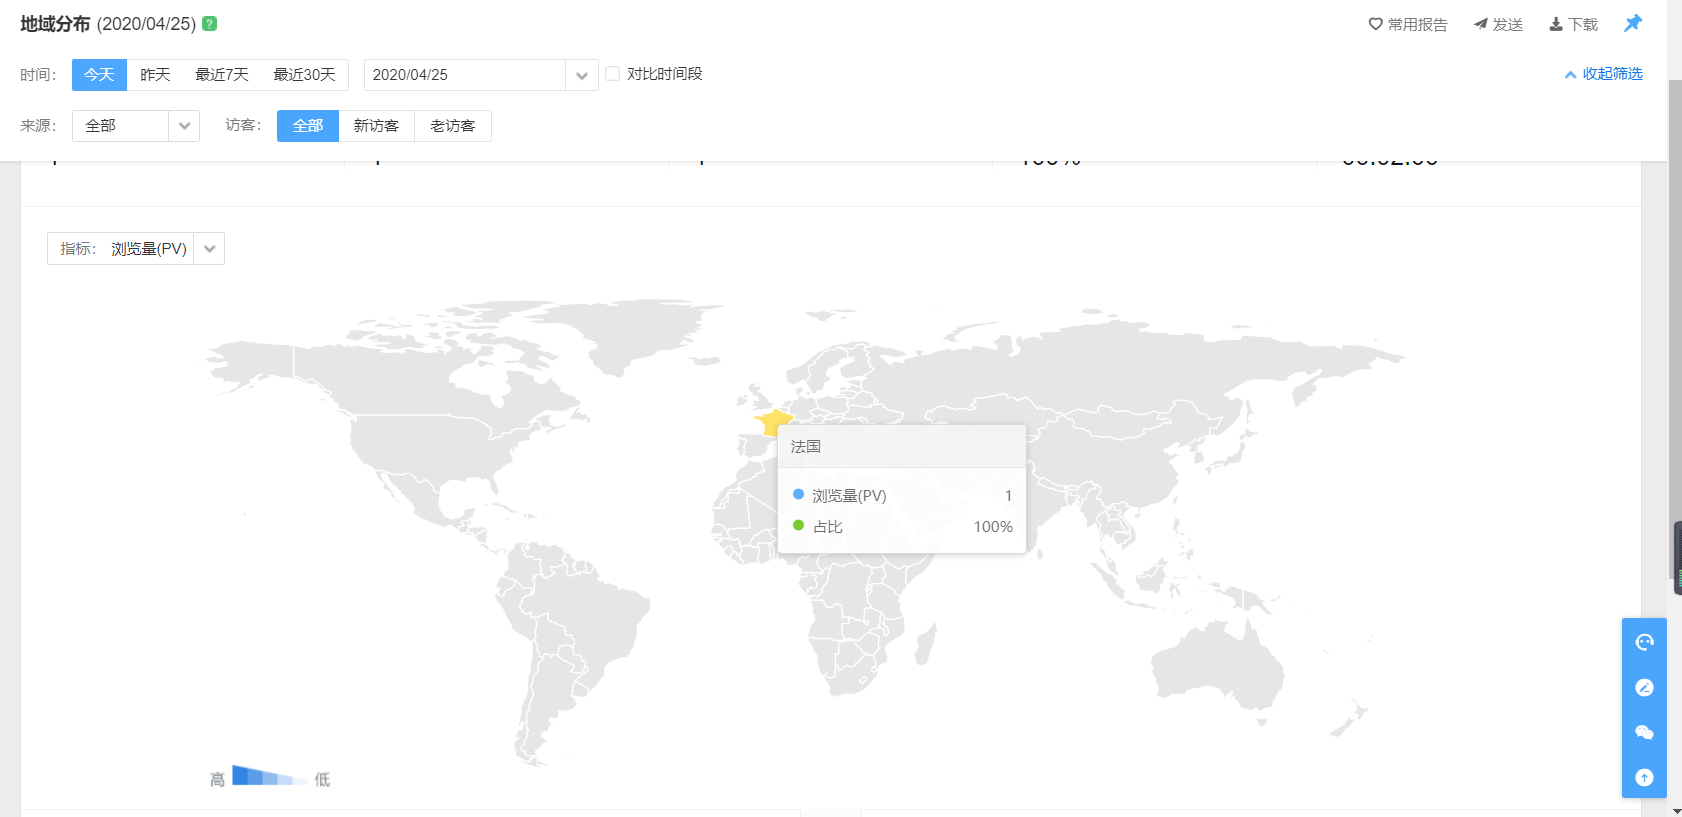 地域分布 (2020/04/25) ?
常用报告 发送 下载
时间： 今天 昨天 最近7天 最近30天 2020/04/25 对比时间段 收起筛选
来源： 全部 访客： 全部 新访客 老访客
指标： 浏览量(PV)
法国
浏览量(PV) 1
占比 100%
高 低